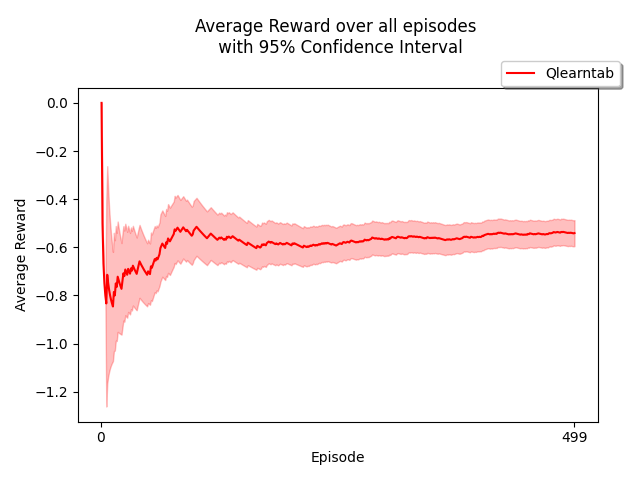 Average Reward over all episodes
with 95% Confidence Interval
Qlearntab
0.0
−0.2
−0.4
−0.6
−0.8
−1.0
−1.2
Average Reward
0
499
Episode